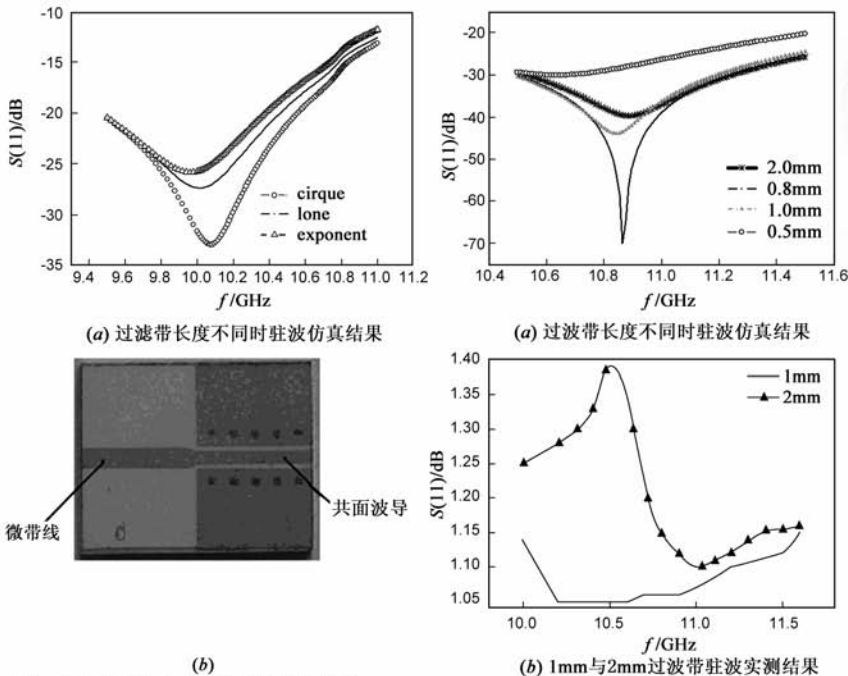 -10
-15
-20
-25
-30
-35
S(11)/dB
cirque
lone
exponent
9.4 9.6 9.8 10.0 10.2 10.4 10.6 10.8 11.0 11.2
f/GHz
(a) 过滤带长度不同时驻波仿真结果
-20
-30
-40
-50
-60
-70
S(11)/dB
2.0mm
0.8mm
1.0mm
0.5mm
10.4 10.6 10.8 11.0 11.2 11.4 11.6
f/GHz
(a) 过波带长度不同时驻波仿真结果
微带线
共面波导
(b)
1.40
1.35
1.30
1.25
1.20
1.15
1.10
1.05
S(11)/dB
1mm
2mm
10.0 10.5 11.0 11.5
f/GHz
(b) 1mm与2mm过波带驻波实测结果